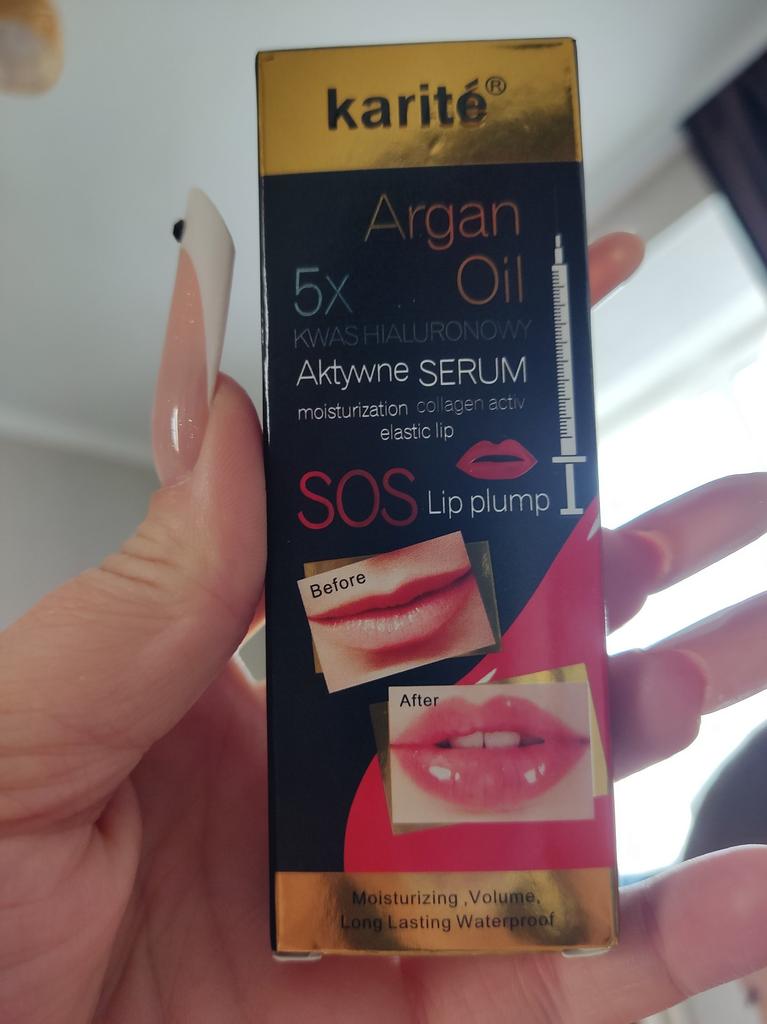 karité®
Argan
5x Oil
KWAS HIALURONOWY
Aktywne SERUM
moisturization collagen activ
elastic lip
SOS Lip plump
Before
After
Moisturizing ,Volume,
Long Lasting Waterproof